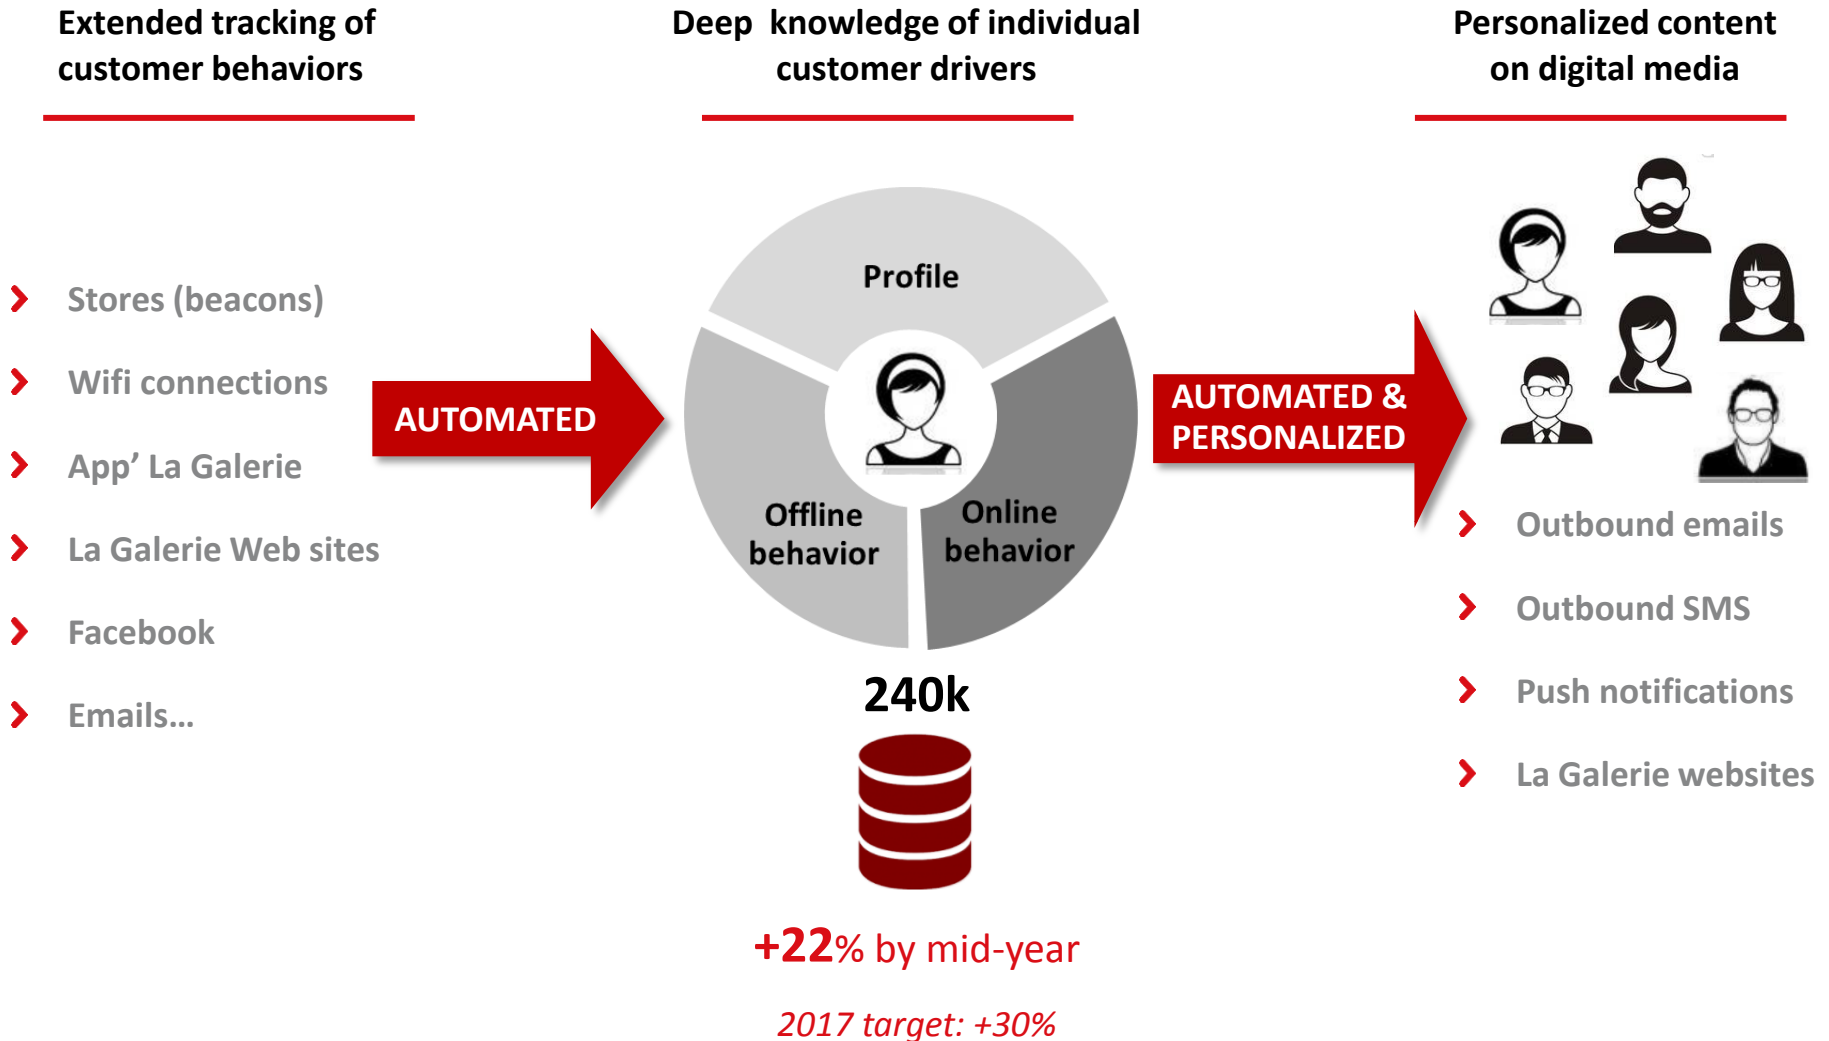 Extended tracking of
customer behaviors
Stores (beacons)
Wifi connections
App’ La Galerie
La Galerie Web sites
Facebook
Emails…
AUTOMATED
Deep  knowledge of individual
customer drivers
Profile
Offline
behavior
Online
behavior
240k
+22% by mid-year
2017 target: +30%
AUTOMATED &
PERSONALIZED
Personalized content
on digital media
Outbound emails
Outbound SMS
Push notifications
La Galerie websites